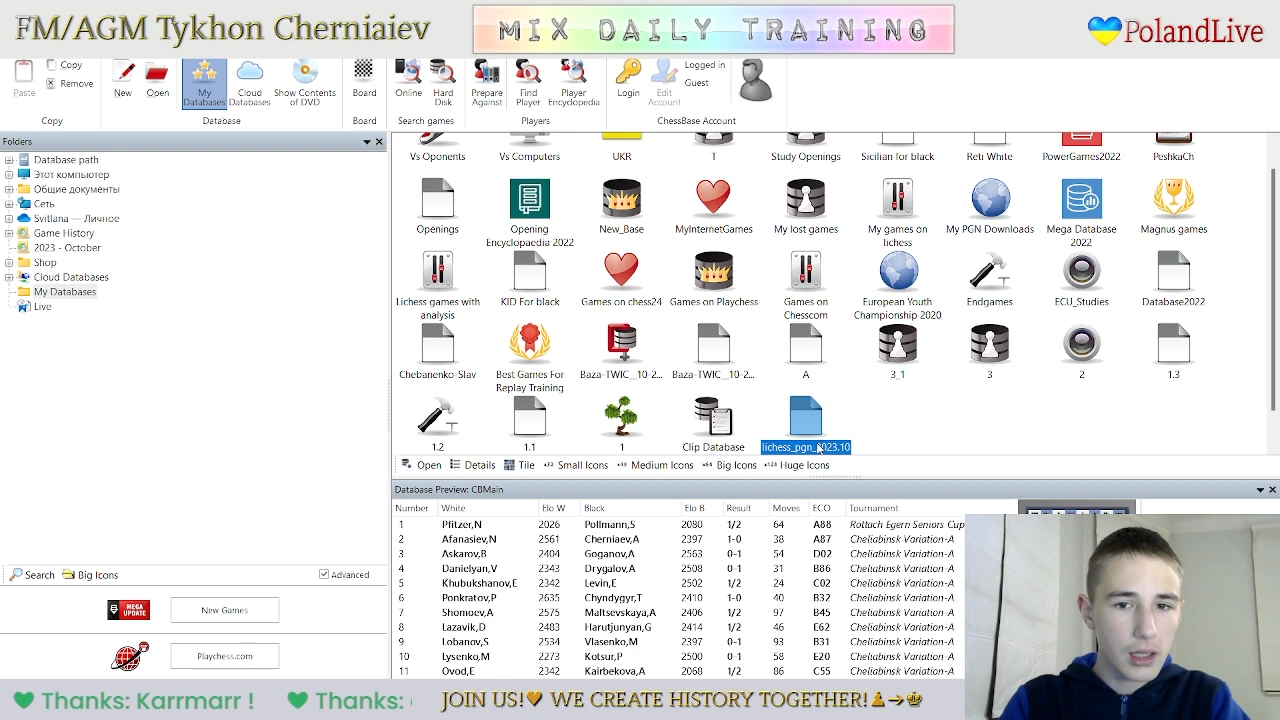 FM/AGM Tykhon Cherniaiev
MIX DAILY TRAINING
PolandLive
Paste
Copy
Remove
New
Open
My Databases
Cloud Databases
Show Contents of DVD
Board
Online
Hard Disk
Prepare Against
Find Player
Player Encyclopedia
Login
Edit Account
Logged in
Guest
Copy
Database
Board
Search games
Players
ChessBase Account
Folders
Database path
Этот компьютер
Общие документы
Сеть
Svitlana — Личное
Game History
2023 - October
Shop
Cloud Databases
My Databases
Live
Vs Oponents
Vs Computers
UKR
T
Study Openings
Sicilian for black
Reti White
PowerGames2022
PeshkaCh
Openings
Opening Encyclopaedia 2022
New_Base
MyInternetGames
My lost games
My games on lichess
My PGN Downloads
Mega Database 2022
Magnus games
Lichess games with analysis
KID For black
Games on chess24
Games on Playchess
Games on Chesscom
European Youth Championship 2020
Endgames
ECU_Studies
Database2022
Chebanenko-Slav
Best Games For Replay Training
Baza-TWIC__10-2...
Baza-TWIC__10-2...
A
3_1
3
2
1.3
1.2
1.1
1
Clip Database
lichess_pgn_2023.10
Open
Details
Tile
Small Icons
Medium Icons
Big Icons
Huge Icons
Search
Big Icons
Advanced
MEGA UPDATE
New Games
Playchess.com
Database Preview: CBMain
Number White Elo W Black Elo B Result Moves ECO Tournament
1 Pfitzer,N 2026 Pollmann,S 2080 1/2 64 A88 Rottach Egern Seniors Cup
2 Afanasiev,N 2561 Cherniaev,A 2397 1-0 38 A87 Cheliabinsk Variation-A
3 Askarov,B 2404 Goganov,A 2563 0-1 54 D02 Cheliabinsk Variation-A
4 Danielyan,V 2342 Drygalov,A 2508 0-1 31 B86 Cheliabinsk Variation-A
5 Khubukshanov,E 2342 Levin,E 2502 1/2 24 C02 Cheliabinsk Variation-A
6 Ponkratov,P 2635 Chyndygyr,T 2410 1-0 40 B32 Cheliabinsk Variation-A
7 Shomoev,A 2575 Maltsevskaya,A 2406 1/2 97 B49 Cheliabinsk Variation-A
8 Lazavik,D 2483 Harutjunyan,G 2414 1/2 46 E62 Cheliabinsk Variation-A
9 Lobanov,S 2534 Vlasenko,M 2397 0-1 93 B31 Cheliabinsk Variation-A
10 Lysenko,M 2273 Kotsur,P 2500 0-1 58 E20 Cheliabinsk Variation-A
11 Ovod,E 2342 Kairbekova,A 2068 1/2 86 C55 Cheliabinsk Variation-A
Thanks: Karrmarr ! Thanks:
JOIN US! WE CREATE HISTORY TOGETHER!